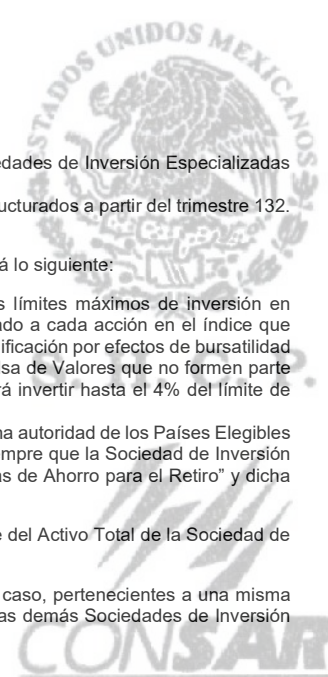 UNIDOS MEXICANOS
edades de Inversión Especializadas
ucturados a partir del trimestre 132.
á lo siguiente:
s límites máximos de inversión en
ado a cada acción en el índice que
ificación por efectos de bursatilidad
lsa de Valores que no formen parte
rá invertir hasta el 4% del límite de
S. H. C. P.
na autoridad de los Países Elegibles
empre que la Sociedad de Inversión
as de Ahorro para el Retiro” y dicha
e del Activo Total de la Sociedad de
caso, pertenecientes a una misma
as demás Sociedades de Inversión
CONSAR